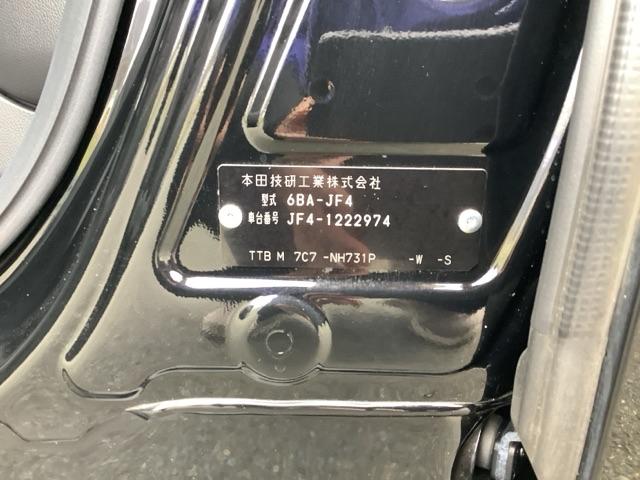 本田技研工業株式会社
型式 6BA-JF4
車台番号 JF4-1222974
TTB M 7C7 -NH731P -W -S